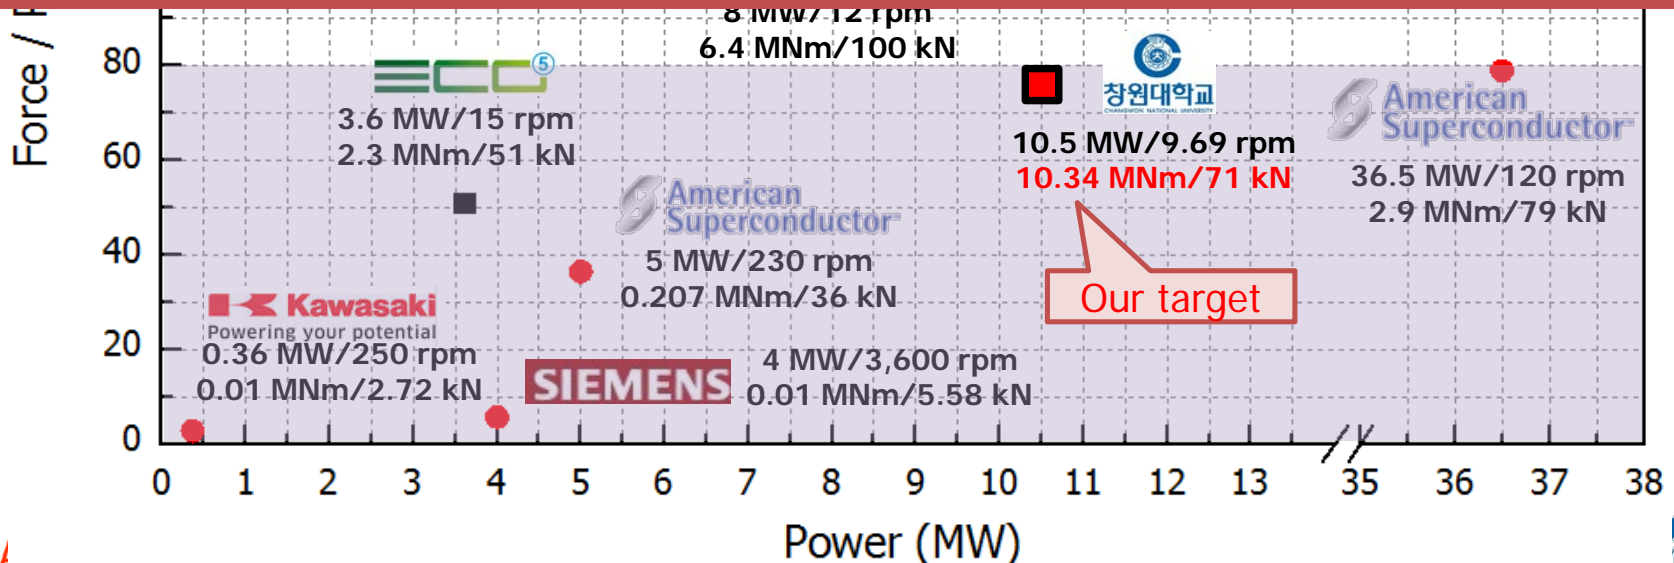 Force /
8 MW/12 rpm
6.4 MNm/100 kN
80
60
40
20
0
ECO 5
3.6 MW/15 rpm
2.3 MNm/51 kN
창원대학교
CHANGWON NATIONAL UNIVERSITY
10.5 MW/9.69 rpm
10.34 MNm/71 kN
American
Superconductor
36.5 MW/120 rpm
2.9 MNm/79 kN
American
Superconductor
5 MW/230 rpm
0.207 MNm/36 kN
Our target
Kawasaki
Powering your potential
0.36 MW/250 rpm
0.01 MNm/2.72 kN
SIEMENS
4 MW/3,600 rpm
0.01 MNm/5.58 kN
0 1 2 3 4 5 6 7 8 9 10 11 12 13 35 36 37 38
Power (MW)